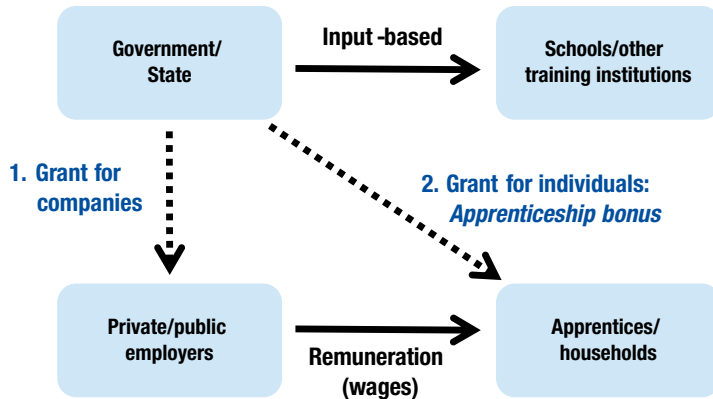 Government/
State
Input -based
Schools/other
training institutions
1. Grant for
companies
2. Grant for individuals:
Apprenticeship bonus
Private/public
employers
Remuneration
(wages)
Apprentices/
households